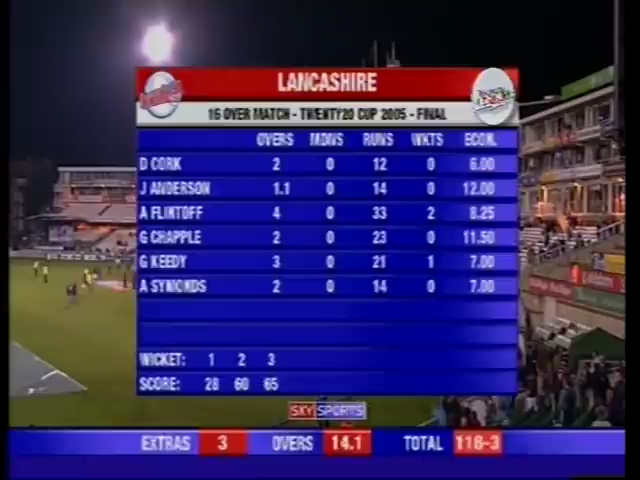 LANCASHIRE
16 OVER MATCH - TWENTY20 CUP 2005 - FINAL
OVERS MDNS RUNS WKTS ECON.
D CORK 2 0 12 0 6.00
J ANDERSON 1.1 0 14 0 12.00
A FLINTOFF 4 0 33 2 8.25
G CHAPPLE 2 0 23 0 11.50
G KEEDY 3 0 21 1 7.00
A SYMONDS 2 0 14 0 7.00
WICKET: 1 2 3
SCORE: 28 60 65
SKY SPORTS
EXTRAS 3 OVERS 14.1 TOTAL 118-3